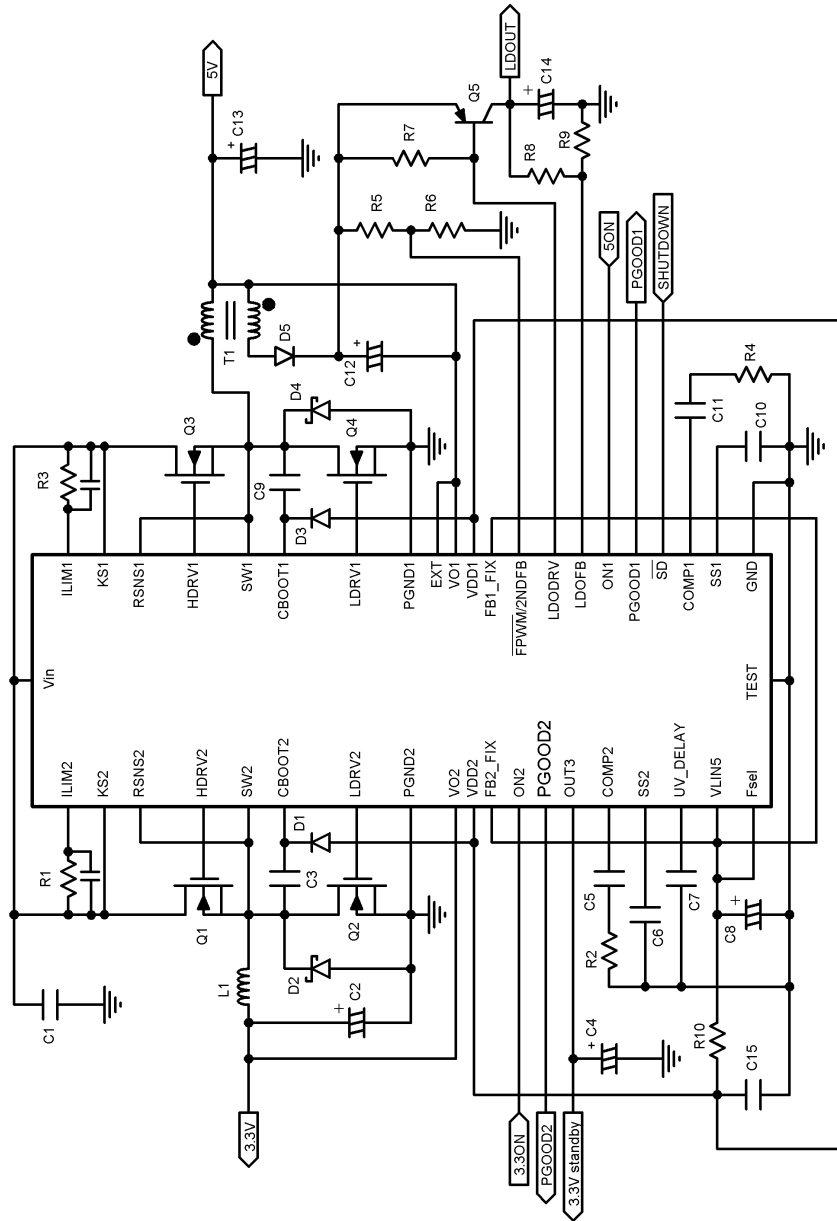 5V
LDOUT
+
C13
+
C14
Q5
R7
R9
R8
R5
R6
5ON
PGOOD1
SHUTDOWN
T1
D5
+
C12
R4
D4
C11
C10
Q3
Q4
R3
C9
D3
ILIM1
KS1
RSNS1
HDRV1
SW1
CBOOT1
LDRV1
PGND1
EXT
VO1
VDD1
FB1_FIX
FPWM/2NDFB
LDODRV
LDOFB
ON1
PGOOD1
SD
COMP1
SS1
GND
Vin
TEST
ILIM2
KS2
RSNS2
HDRV2
SW2
CBOOT2
LDRV2
PGND2
VO2
VDD2
FB2_FIX
ON2
PGOOD2
OUT3
COMP2
SS2
UV_DELAY
VLIN5
Fsel
R1
D1
C3
Q1
Q2
C5
C6
C7
+
C8
R2
L1
D2
+
C2
C1
+
C4
R10
C15
3.3V
3.3ON
PGOOD2
3.3V standby